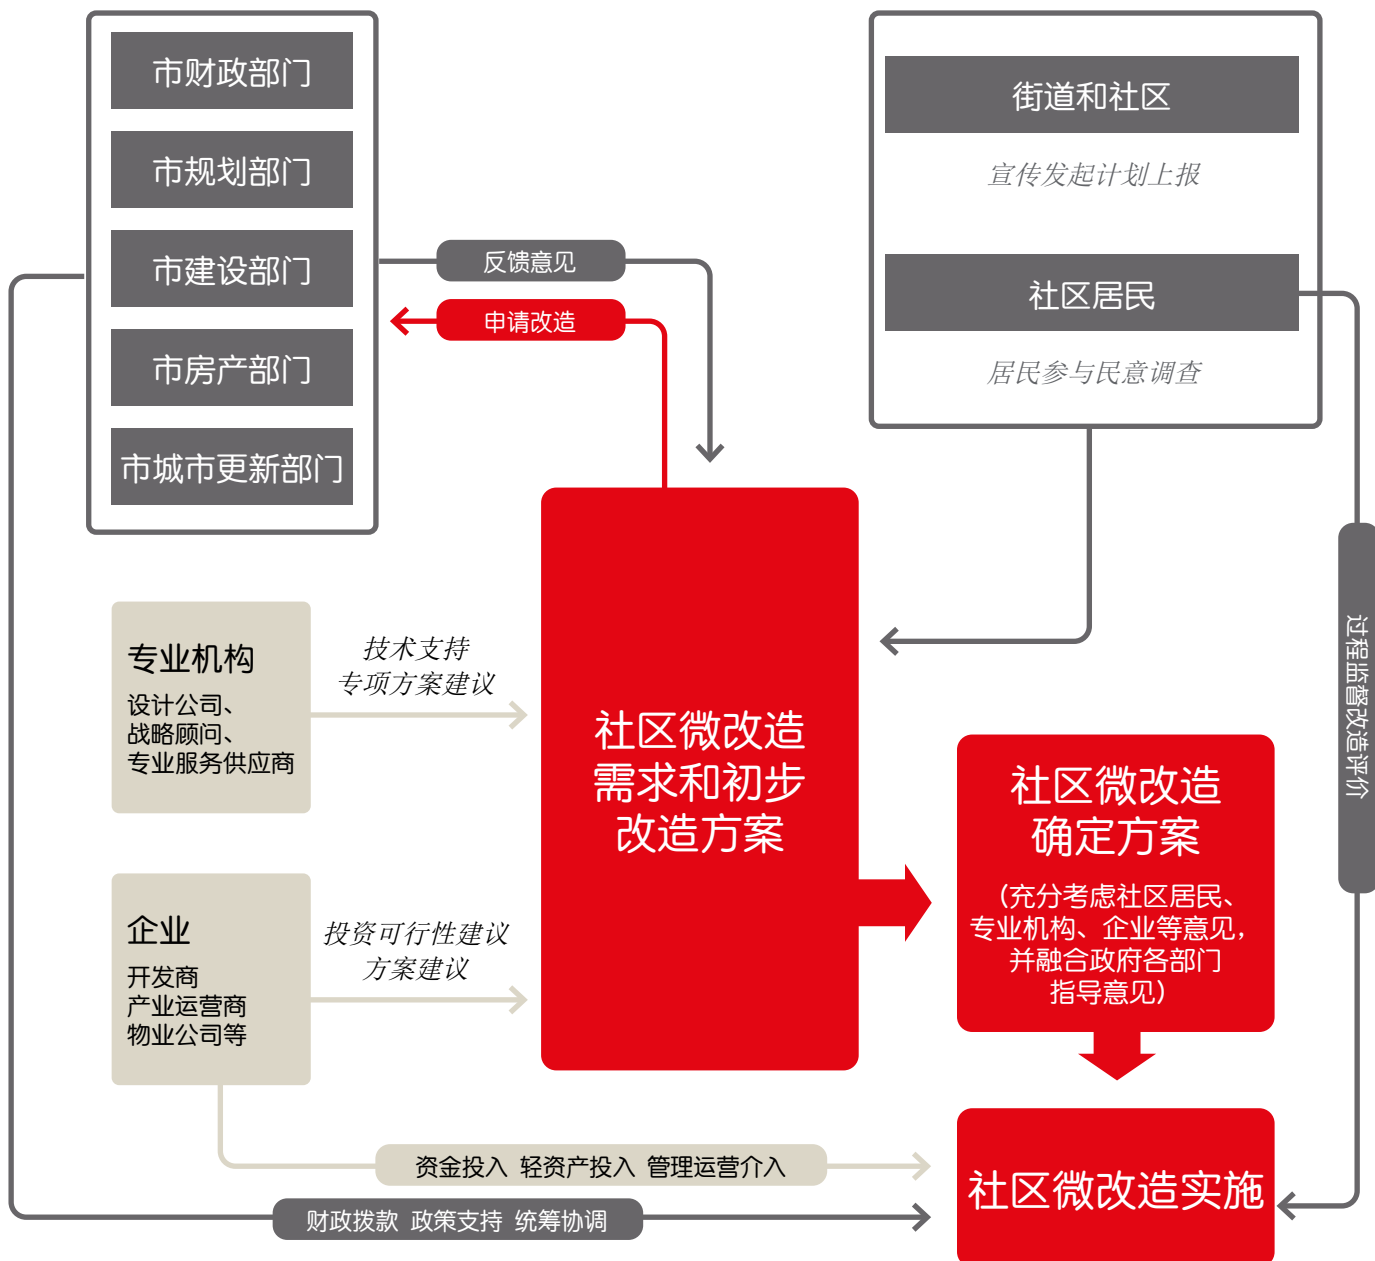 市财政部门
市规划部门
市建设部门
市房产部门
市城市更新部门
街道和社区
宣传发起计划上报
社区居民
居民参与民意调查
反馈意见
申请改造
专业机构
设计公司、
战略顾问、
专业服务供应商
技术支持
专项方案建议
企业
开发商
产业运营商
物业公司等
投资可行性建议
方案建议
社区微改造
需求和初步
改造方案
社区微改造
确定方案
（充分考虑社区居民、
专业机构、企业等意见，
并融合政府各部门
指导意见）
过程监督改造评价
资金投入 轻资产投入 管理运营介入
财政拨款 政策支持 统筹协调
社区微改造实施